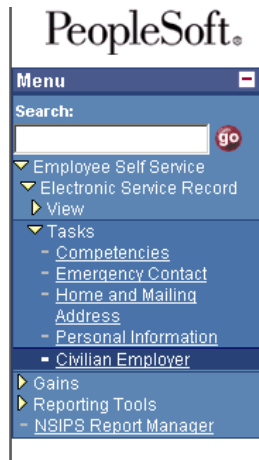 PeopleSoft®
Menu
Search:
go
Employee Self Service
Electronic Service Record
View
Tasks
- Competencies
- Emergency Contact
- Home and Mailing
Address
- Personal Information
- Civilian Employer
Gains
Reporting Tools
- NSIPS Report Manager